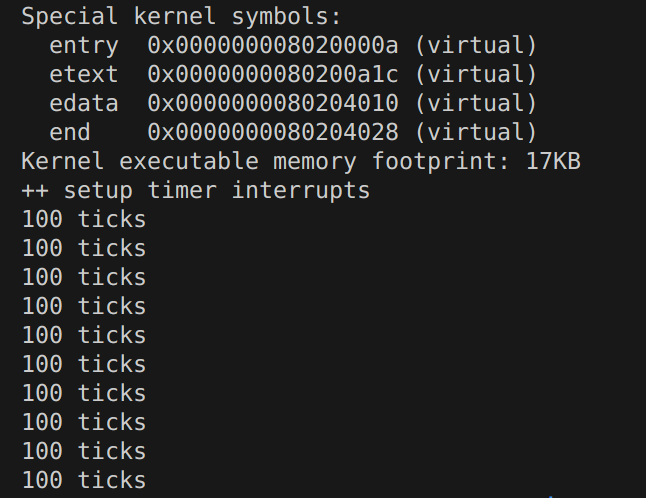 Special kernel symbols:
  entry  0x000000008020000a (virtual)
  etext  0x0000000080200a1c (virtual)
  edata  0x0000000080204010 (virtual)
  end    0x0000000080204028 (virtual)
Kernel executable memory footprint: 17KB
++ setup timer interrupts
100 ticks
100 ticks
100 ticks
100 ticks
100 ticks
100 ticks
100 ticks
100 ticks
100 ticks
100 ticks